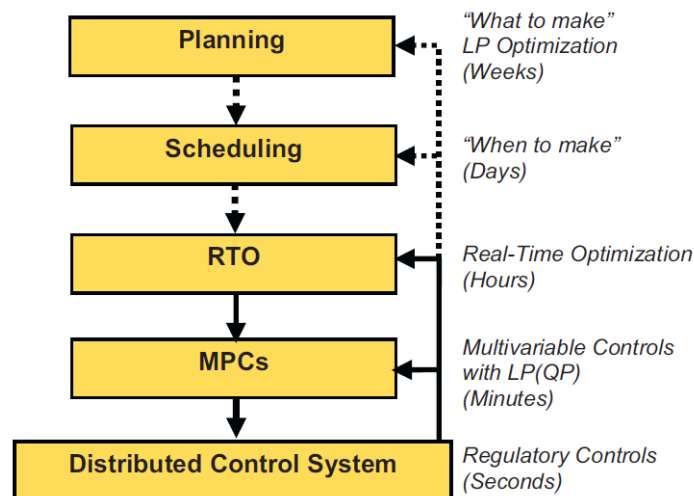 Planning
“What to make”
LP Optimization
(Weeks)
Scheduling
“When to make”
(Days)
RTO
Real-Time Optimization
(Hours)
MPCs
Multivariable Controls
with LP(QP)
(Minutes)
Distributed Control System
Regulatory Controls
(Seconds)